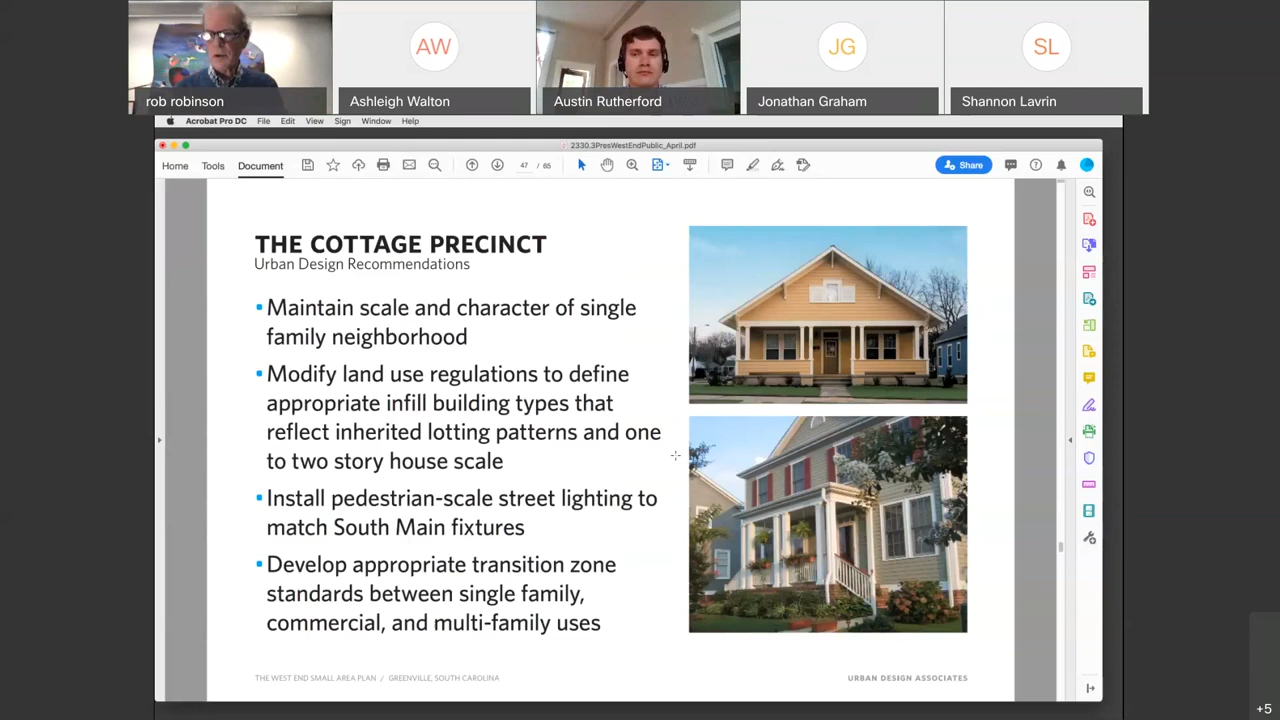 AW
JG
SL
rob robinson
Ashleigh Walton
Austin Rutherford
Jonathan Graham
Shannon Lavrin
Acrobat Pro DC File Edit View Sign Window Help
2330.3PresWestEndPublic_April.pdf
Home Tools Document 47 / 65 Share
THE COTTAGE PRECINCT
Urban Design Recommendations
• Maintain scale and character of single
family neighborhood
• Modify land use regulations to define
appropriate infill building types that
reflect inherited lotting patterns and one
to two story house scale
• Install pedestrian-scale street lighting to
match South Main fixtures
• Develop appropriate transition zone
standards between single family,
commercial, and multi-family uses
THE WEST END SMALL AREA PLAN / GREENVILLE, SOUTH CAROLINA
URBAN DESIGN ASSOCIATES
+5